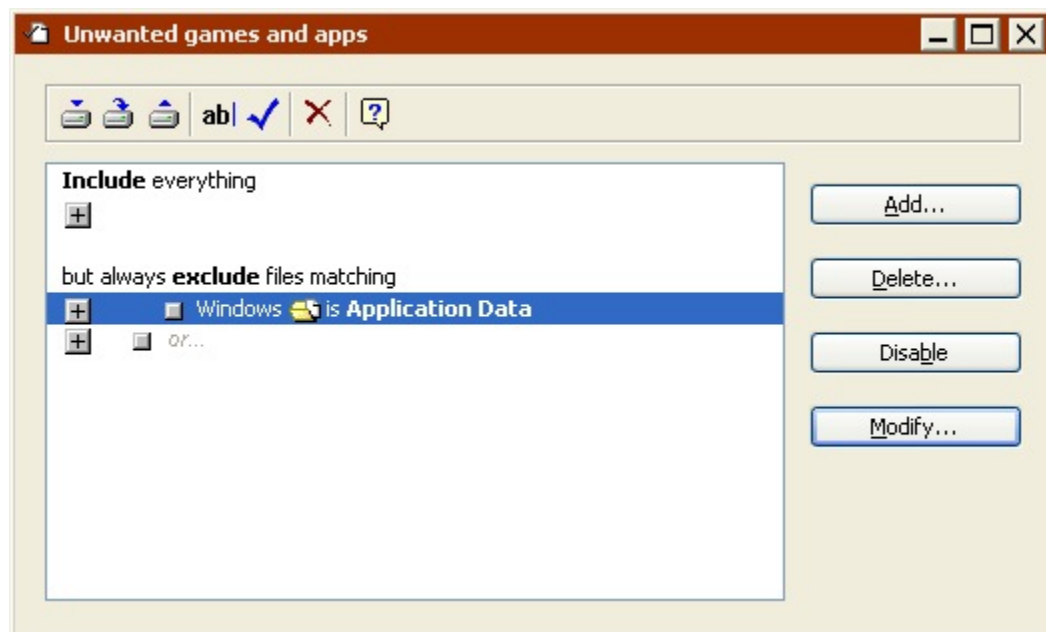 Unwanted games and apps
ab|
Include everything
but always exclude files matching
Windows is Application Data
or...
Add...
Delete...
Disable
Modify...